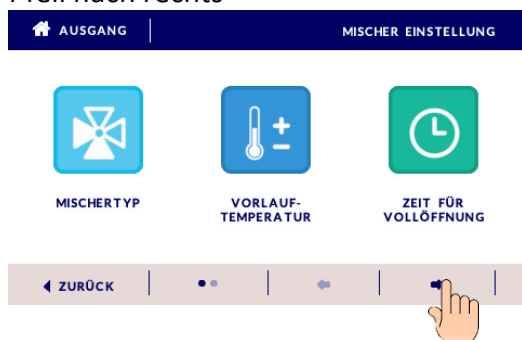 AUSGANG
MISCHER EINSTELLUNG
MISCHERTYP
VORLAUF-
TEMPERATUR
ZEIT FÜR
VOLLÖFFNUNG
ZURÜCK